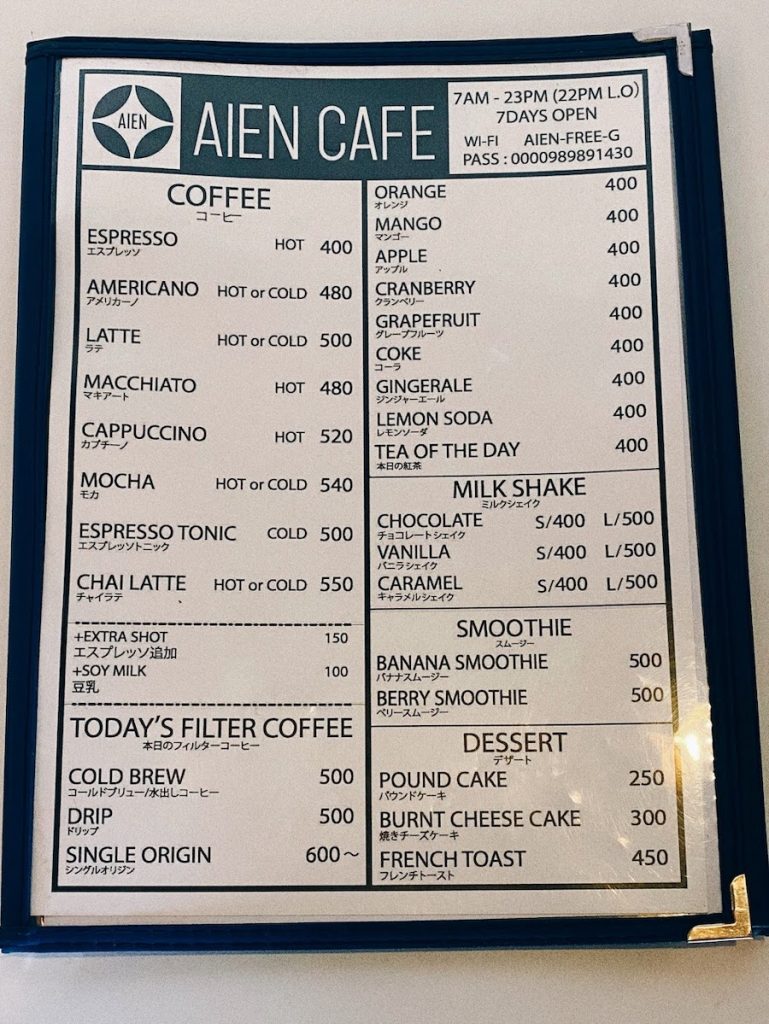 AIEN
AIEN CAFE
7AM - 23PM (22PM L.O)
7DAYS OPEN
WI-FI AIEN-FREE-G
PASS : 0000989891430
COFFEE
コーヒー
ESPRESSO HOT 400
エスプレッソ
AMERICANO HOT or COLD 480
アメリカーノ
LATTE HOT or COLD 500
ラテ
MACCHIATO HOT 480
マキアート
CAPPUCCINO HOT 520
カプチーノ
MOCHA HOT or COLD 540
モカ
ESPRESSO TONIC COLD 500
エスプレッソトニック
CHAI LATTE HOT or COLD 550
チャイラテ
+EXTRA SHOT 150
エスプレッソ追加
+SOY MILK 100
豆乳
TODAY'S FILTER COFFEE
本日のフィルターコーヒー
COLD BREW 500
コールドブリュー/水出しコーヒー
DRIP 500
ドリップ
SINGLE ORIGIN 600～
シングルオリジン
ORANGE 400
オレンジ
MANGO 400
マンゴー
APPLE 400
アップル
CRANBERRY 400
クランベリー
GRAPEFRUIT 400
グレープフルーツ
COKE 400
コーラ
GINGERALE 400
ジンジャーエール
LEMON SODA 400
レモンソーダ
TEA OF THE DAY 400
本日の紅茶
MILK SHAKE
ミルクシェイク
CHOCOLATE S/400 L/500
チョコレートシェイク
VANILLA S/400 L/500
バニラシェイク
CARAMEL S/400 L/500
キャラメルシェイク
SMOOTHIE
スムージー
BANANA SMOOTHIE 500
バナナスムージー
BERRY SMOOTHIE 500
ベリースムージー
DESSERT
デザート
POUND CAKE 250
パウンドケーキ
BURNT CHEESE CAKE 300
焼きチーズケーキ
FRENCH TOAST 450
フレンチトースト